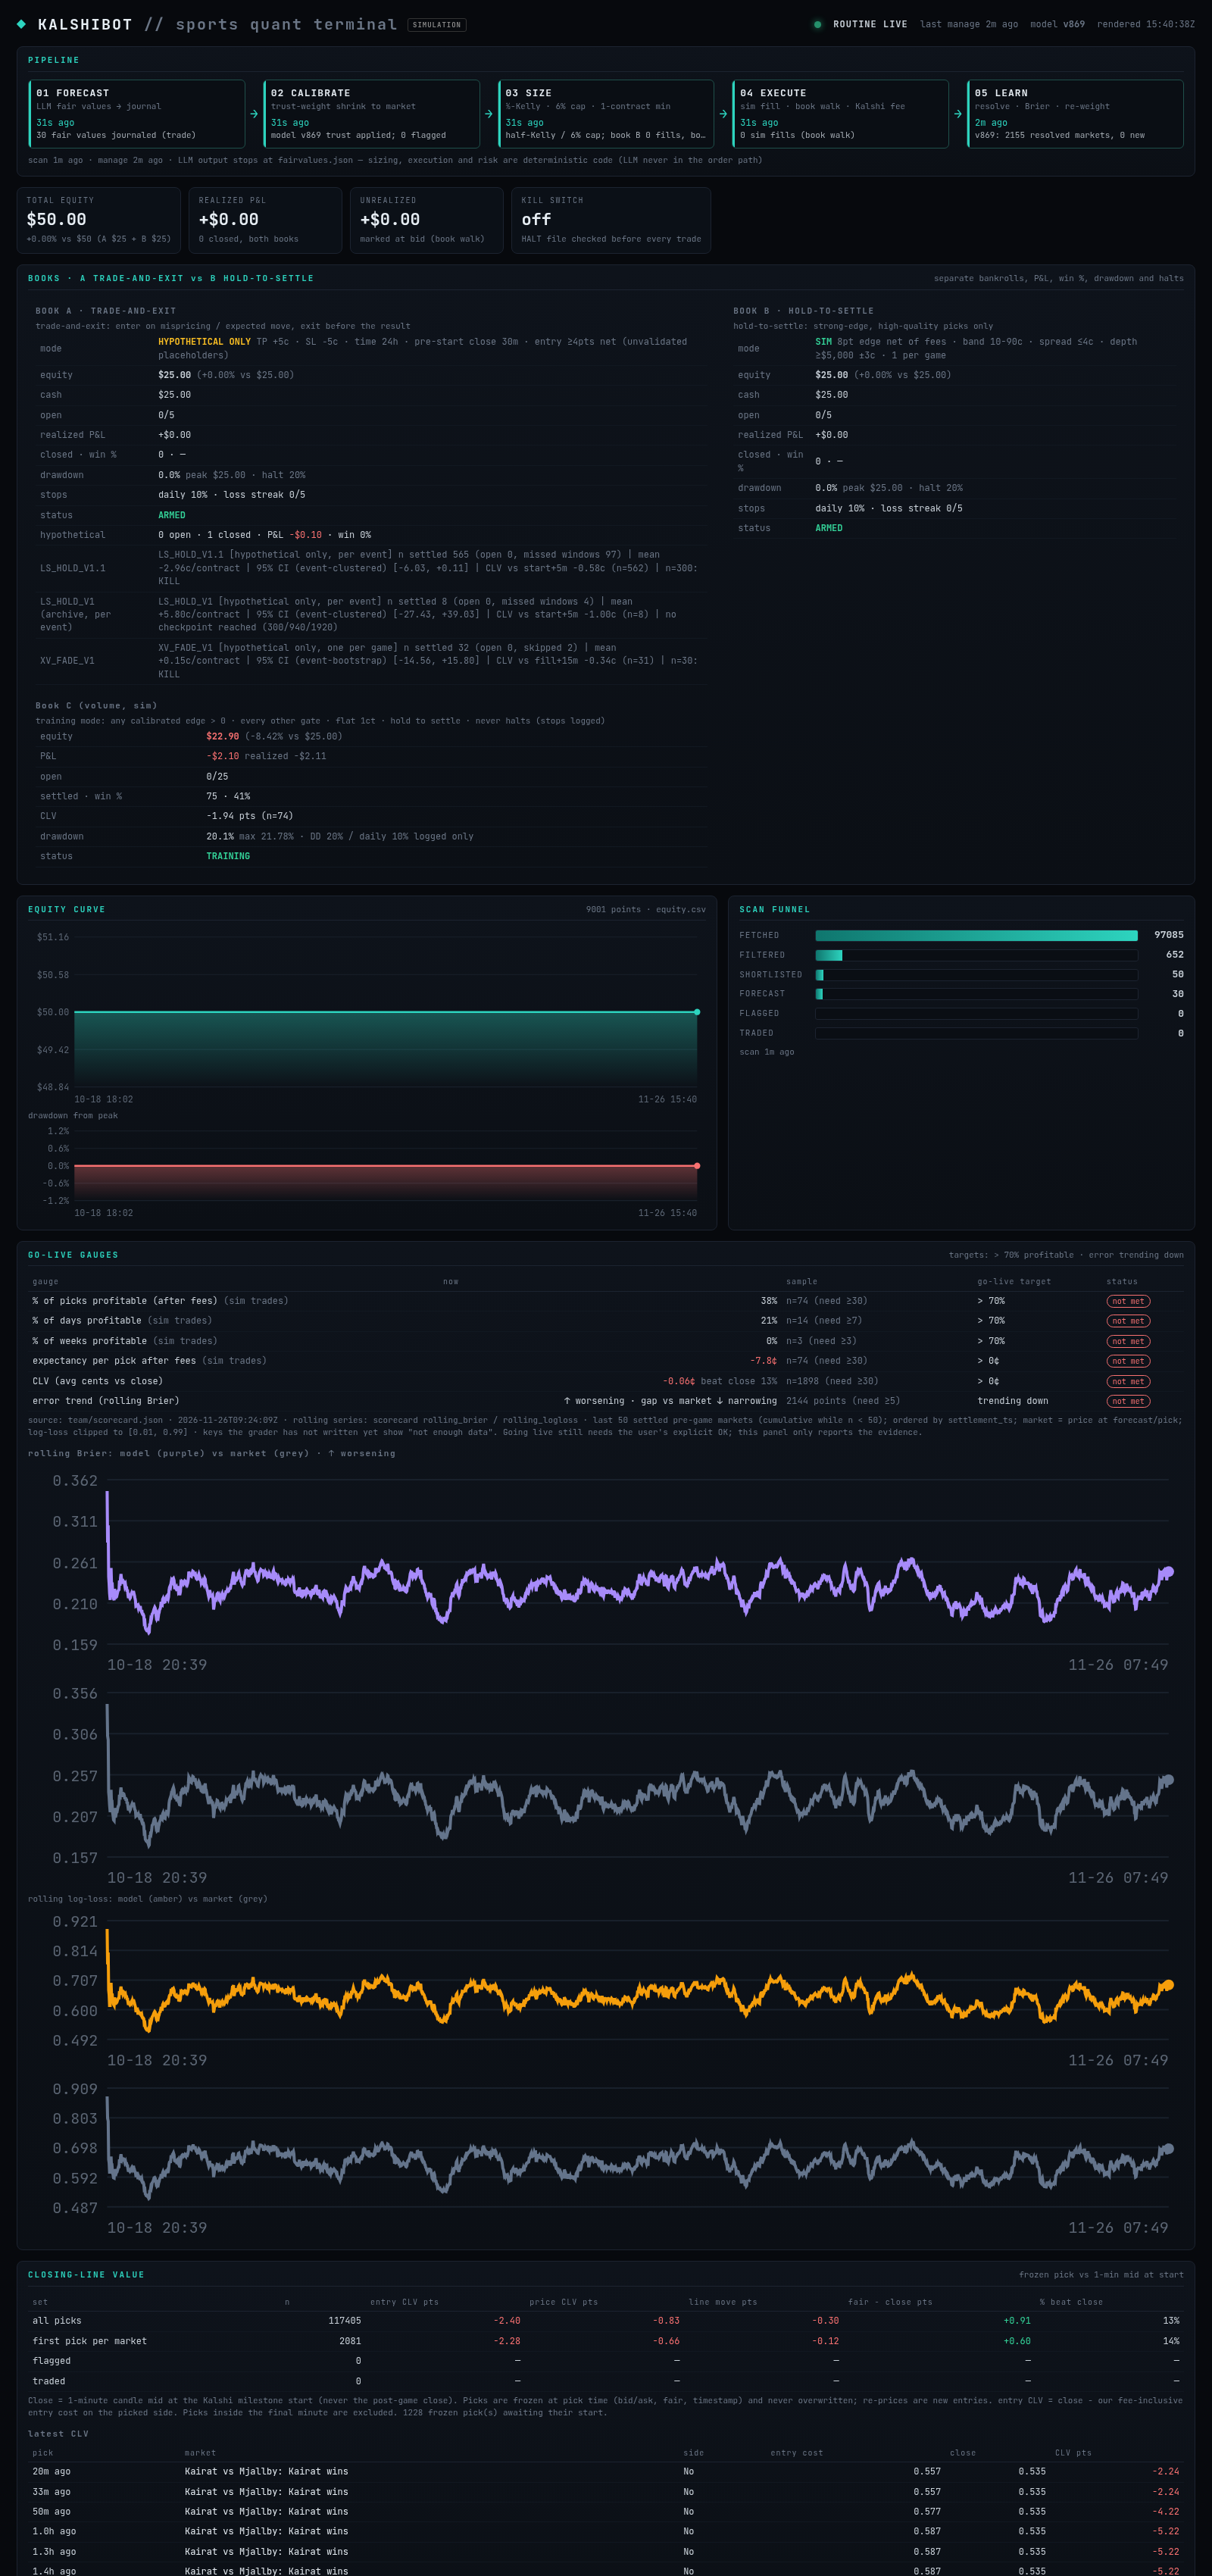 ◆ KALSHIBOT // sports quant terminal SIMULATION
ROUTINE LIVE last manage 2m ago model v869 rendered 15:40:38Z
PIPELINE
01 FORECAST
LLM fair values → journal
31s ago
30 fair values journaled (trade)
→
02 CALIBRATE
trust-weight shrink to market
31s ago
model v869 trust applied; 0 flagged
→
03 SIZE
½-Kelly · 6% cap · 1-contract min
31s ago
half-Kelly / 6% cap; book B 0 fills, bo…
→
04 EXECUTE
sim fill · book walk · Kalshi fee
31s ago
0 sim fills (book walk)
→
05 LEARN
resolve · Brier · re-weight
2m ago
v869: 2155 resolved markets, 0 new
scan 1m ago · manage 2m ago · LLM output stops at fairvalues.json — sizing, execution and risk are deterministic code (LLM never in the order path)
TOTAL EQUITY
$50.00
+0.00% vs $50 (A $25 + B $25)
REALIZED P&L
+$0.00
0 closed, both books
UNREALIZED
+$0.00
marked at bid (book walk)
KILL SWITCH
off
HALT file checked before every trade
BOOKS · A TRADE-AND-EXIT vs B HOLD-TO-SETTLE
separate bankrolls, P&L, win %, drawdown and halts
BOOK A · TRADE-AND-EXIT
trade-and-exit: enter on mispricing / expected move, exit before the result
mode HYPOTHETICAL ONLY TP +5c · SL -5c · time 24h · pre-start close 30m · entry ≥4pts net (unvalidated
placeholders)
equity $25.00 (+0.00% vs $25.00)
cash $25.00
open 0/5
realized P&L +$0.00
closed · win % 0 · —
drawdown 0.0% peak $25.00 · halt 20%
stops daily 10% · loss streak 0/5
status ARMED
hypothetical 0 open · 1 closed · P&L -$0.10 · win 0%
LS_HOLD_V1.1 LS_HOLD_V1.1 [hypothetical only, per event] n settled 565 (open 0, missed windows 97) | mean
-2.96c/contract | 95% CI (event-clustered) [-6.03, +0.11] | CLV vs start+5m -0.58c (n=562) | n=300:
KILL
LS_HOLD_V1 (archive, per event) LS_HOLD_V1 [hypothetical only, per event] n settled 8 (open 0, missed windows 4) | mean
+5.80c/contract | 95% CI (event-clustered) [-27.43, +39.03] | CLV vs start+5m -1.00c (n=8) | no
checkpoint reached (300/940/1920)
XV_FADE_V1 XV_FADE_V1 [hypothetical only, one per game] n settled 32 (open 0, skipped 2) | mean
+0.15c/contract | 95% CI (event-bootstrap) [-14.56, +15.80] | CLV vs fill+15m -0.34c (n=31) | n=30:
KILL
BOOK B · HOLD-TO-SETTLE
hold-to-settle: strong-edge, high-quality picks only
mode SIM 8pt edge net of fees · band 10-90c · spread ≤4c · depth
≥$5,000 ±3c · 1 per game
equity $25.00 (+0.00% vs $25.00)
cash $25.00
open 0/5
realized P&L +$0.00
closed · win % 0 · —
drawdown 0.0% peak $25.00 · halt 20%
stops daily 10% · loss streak 0/5
status ARMED
Book C (volume, sim)
training mode: any calibrated edge > 0 · every other gate · flat 1ct · hold to settle · never halts (stops logged)
equity $22.90 (-8.42% vs $25.00)
P&L -$2.10 realized -$2.11
open 0/25
settled · win % 75 · 41%
CLV -1.94 pts (n=74)
drawdown 20.1% max 21.78% · DD 20% / daily 10% logged only
status TRAINING
EQUITY CURVE 9001 points · equity.csv
$51.16
$50.58
$50.00
$49.42
$48.84
10-18 18:02 11-26 15:40
drawdown from peak
1.2%
0.6%
0.0%
-0.6%
-1.2%
10-18 18:02 11-26 15:40
SCAN FUNNEL
FETCHED 97085
FILTERED 652
SHORTLISTED 50
FORECAST 30
FLAGGED 0
TRADED 0
scan 1m ago
GO-LIVE GAUGES targets: > 70% profitable · error trending down
gauge now sample go-live target status
% of picks profitable (after fees) (sim trades) 38% n=74 (need ≥30) > 70% not met
% of days profitable (sim trades) 21% n=14 (need ≥7) > 70% not met
% of weeks profitable (sim trades) 0% n=3 (need ≥3) > 70% not met
expectancy per pick after fees (sim trades) -7.8¢ n=74 (need ≥30) > 0¢ not met
CLV (avg cents vs close) -0.06¢ beat close 13% n=1898 (need ≥30) > 0¢ not met
error trend (rolling Brier) ↑ worsening · gap vs market ↓ narrowing 2144 points (need ≥5) trending down not met
source: team/scorecard.json · 2026-11-26T09:24:09Z · rolling series: scorecard rolling_brier / rolling_logloss · last 50 settled pre-game markets (cumulative while n < 50); ordered by settlement_ts; market = price at forecast/pick;
log-loss clipped to [0.01, 0.99] · keys the grader has not written yet show "not enough data". Going live still needs the user's explicit OK; this panel only reports the evidence.
rolling Brier: model (purple) vs market (grey) · ↑ worsening
0.362
0.311
0.261
0.210
0.159
10-18 20:39 11-26 07:49
0.356
0.306
0.257
0.207
0.157
10-18 20:39 11-26 07:49
rolling log-loss: model (amber) vs market (grey)
0.921
0.814
0.707
0.600
0.492
10-18 20:39 11-26 07:49
0.909
0.803
0.698
0.592
0.487
10-18 20:39 11-26 07:49
CLOSING-LINE VALUE frozen pick vs 1-min mid at start
set n entry CLV pts price CLV pts line move pts fair - close pts % beat close
all picks 117405 -2.40 -0.83 -0.30 +0.91 13%
first pick per market 2081 -2.28 -0.66 -0.12 +0.60 14%
flagged 0 — — — — —
traded 0 — — — — —
Close = 1-minute candle mid at the Kalshi milestone start (never the post-game close). Picks are frozen at pick time (bid/ask, fair, timestamp) and never overwritten; re-prices are new entries. entry CLV = close - our fee-inclusive
entry cost on the picked side. Picks inside the final minute are excluded. 1228 frozen pick(s) awaiting their start.
latest CLV
pick market side entry cost close CLV pts
20m ago Kairat vs Mjallby: Kairat wins No 0.557 0.535 -2.24
33m ago Kairat vs Mjallby: Kairat wins No 0.557 0.535 -2.24
50m ago Kairat vs Mjallby: Kairat wins No 0.577 0.535 -4.22
1.0h ago Kairat vs Mjallby: Kairat wins No 0.587 0.535 -5.22
1.3h ago Kairat vs Mjallby: Kairat wins No 0.587 0.535 -5.22
1.4h ago Kairat vs Mjallby: Kairat wins No 0.587 0.535 -5.22